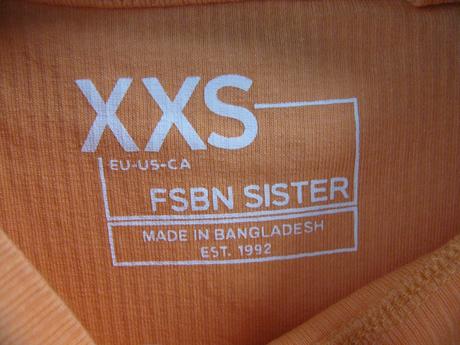 XXS
EU-US-CA
FSBN SISTER
MADE IN BANGLADESH
EST. 1992